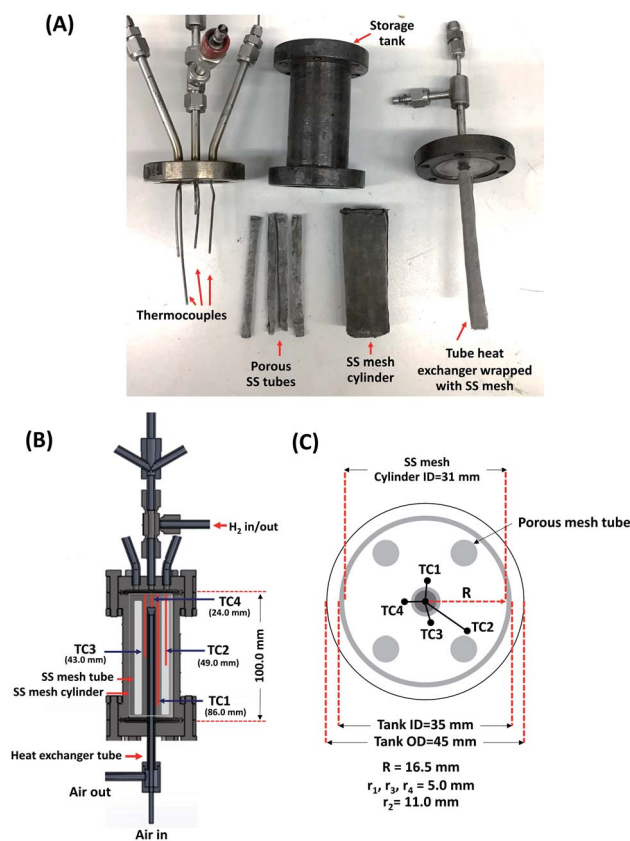 (A)
Storage
tank
Thermocouples
Porous
SS tubes
SS mesh
cylinder
Tube heat
exchanger wrapped
with SS mesh
(B)
H2 in/out
TC4
(24.0 mm)
TC3
(43.0 mm)
TC2
(49.0 mm)
SS mesh tube
SS mesh cylinder
TC1
(86.0 mm)
100.0 mm
Heat exchanger tube
Air out
Air in
(C)
SS mesh
Cylinder ID=31 mm
Porous mesh tube
TC1
R
TC4
TC3
TC2
Tank ID=35 mm
Tank OD=45 mm
R = 16.5 mm
r1, r3, r4 = 5.0 mm
r2= 11.0 mm